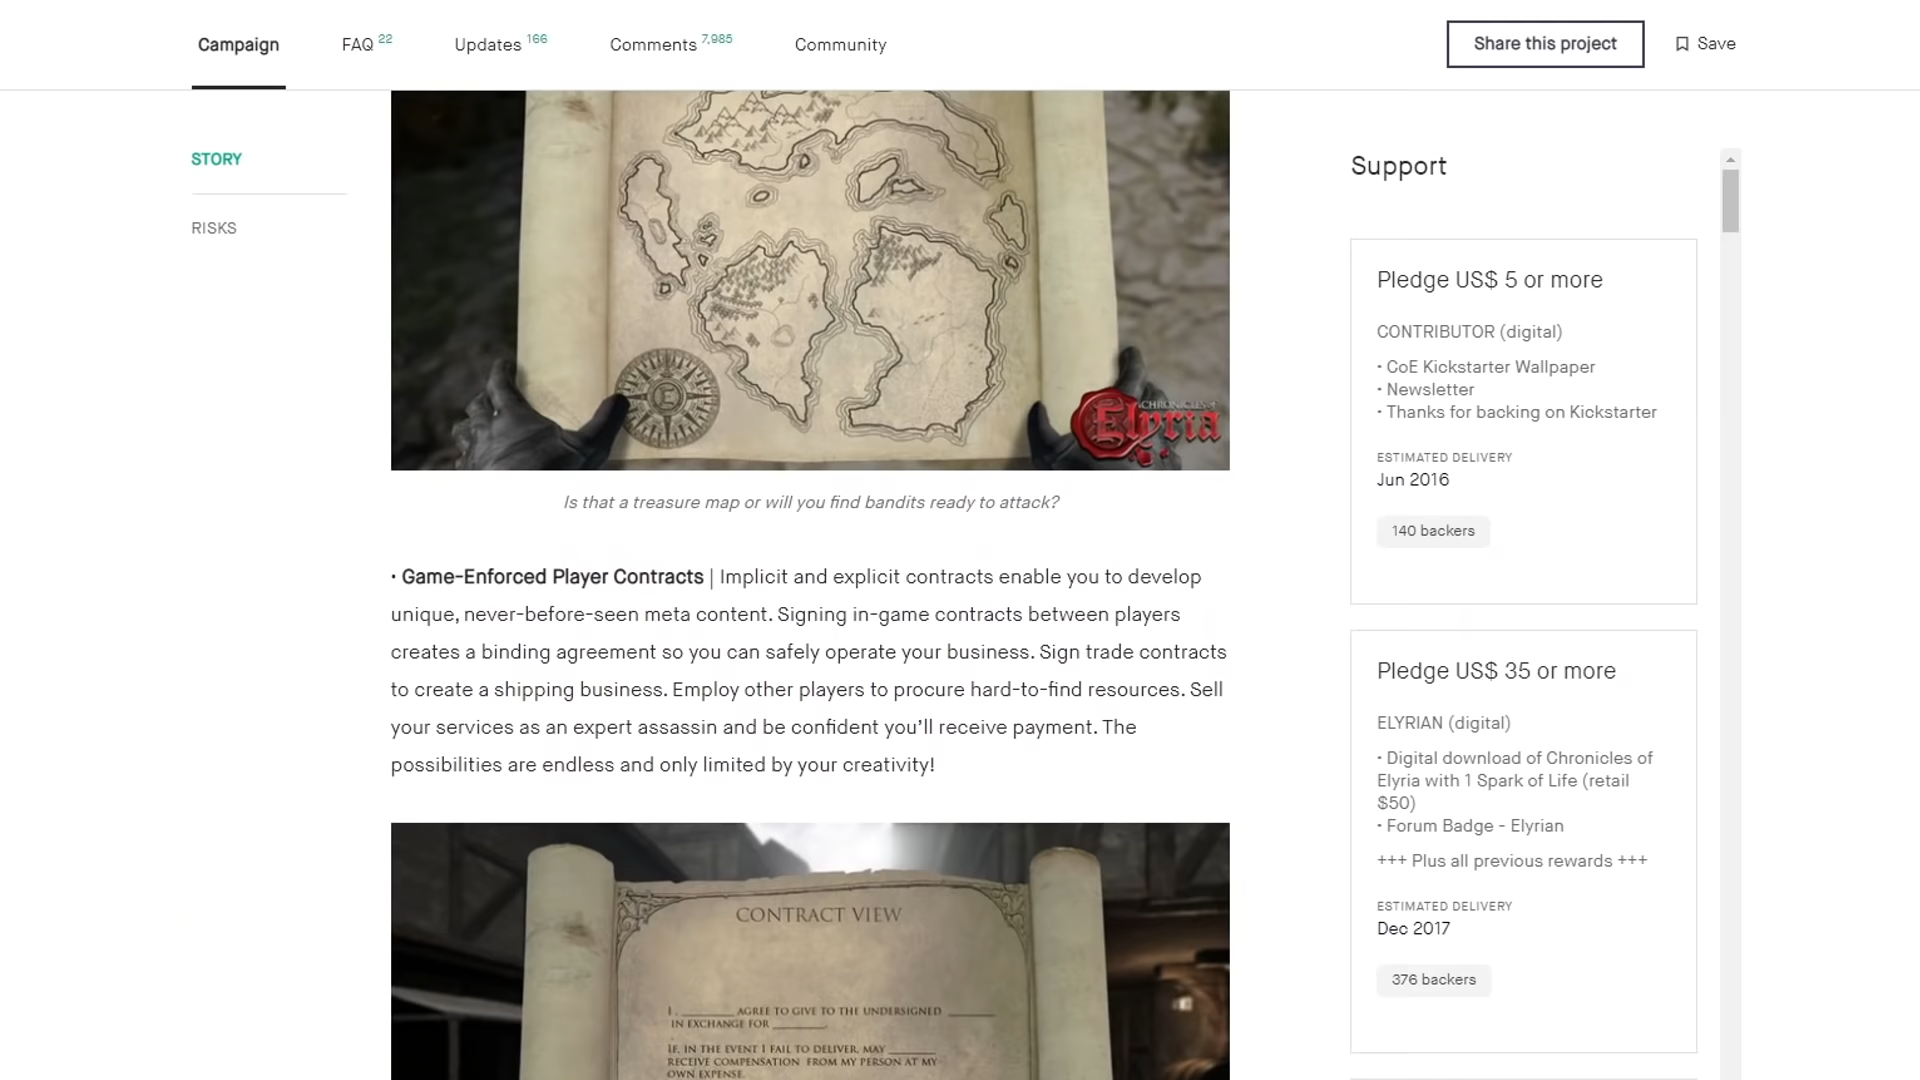 Campaign
FAQ 22
Updates 166
Comments 7,985
Community
Share this project
Save
STORY
RISKS
CHRONICLES OF
Elyria
Is that a treasure map or will you find bandits ready to attack?
• Game-Enforced Player Contracts | Implicit and explicit contracts enable you to develop
unique, never-before-seen meta content. Signing in-game contracts between players
creates a binding agreement so you can safely operate your business. Sign trade contracts
to create a shipping business. Employ other players to procure hard-to-find resources. Sell
your services as an expert assassin and be confident you’ll receive payment. The
possibilities are endless and only limited by your creativity!
CONTRACT VIEW
I, ________ AGREE TO GIVE TO THE UNDERSIGNED _______
IN EXCHANGE FOR ________.
IF, IN THE EVENT I FAIL TO DELIVER, MAY _______
RECEIVE COMPENSATION FROM MY PERSON AT MY
OWN EXPENSE.
Support
Pledge US$ 5 or more
CONTRIBUTOR (digital)
• CoE Kickstarter Wallpaper
• Newsletter
• Thanks for backing on Kickstarter
ESTIMATED DELIVERY
Jun 2016
140 backers
Pledge US$ 35 or more
ELYRIAN (digital)
• Digital download of Chronicles of
Elyria with 1 Spark of Life (retail
$50)
• Forum Badge - Elyrian
+++ Plus all previous rewards +++
ESTIMATED DELIVERY
Dec 2017
376 backers